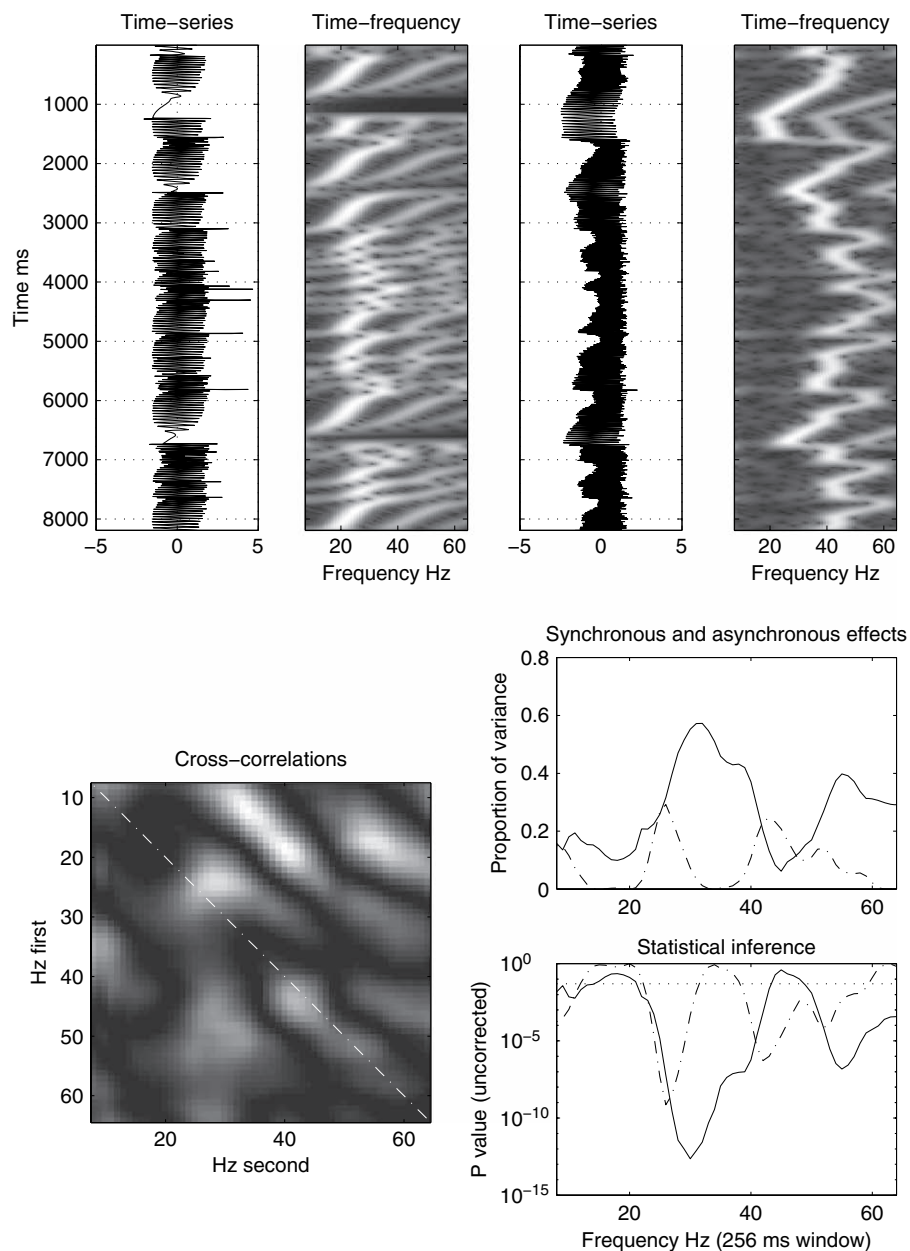 Time−series
Time−frequency
Time−series
Time−frequency
Time ms
1000
2000
3000
4000
5000
6000
7000
8000
−5 0 5
20 40 60
−5 0 5
20 40 60
Frequency Hz
Frequency Hz
Synchronous and asynchronous effects
Proportion of variance
0.8
0.6
0.4
0.2
0
20 40 60
Cross−correlations
Hz first
10
20
30
40
50
60
20 40 60
Hz second
Statistical inference
P value (uncorrected)
10^0
10^−5
10^−10
10^−15
20 40 60
Frequency Hz (256 ms window)